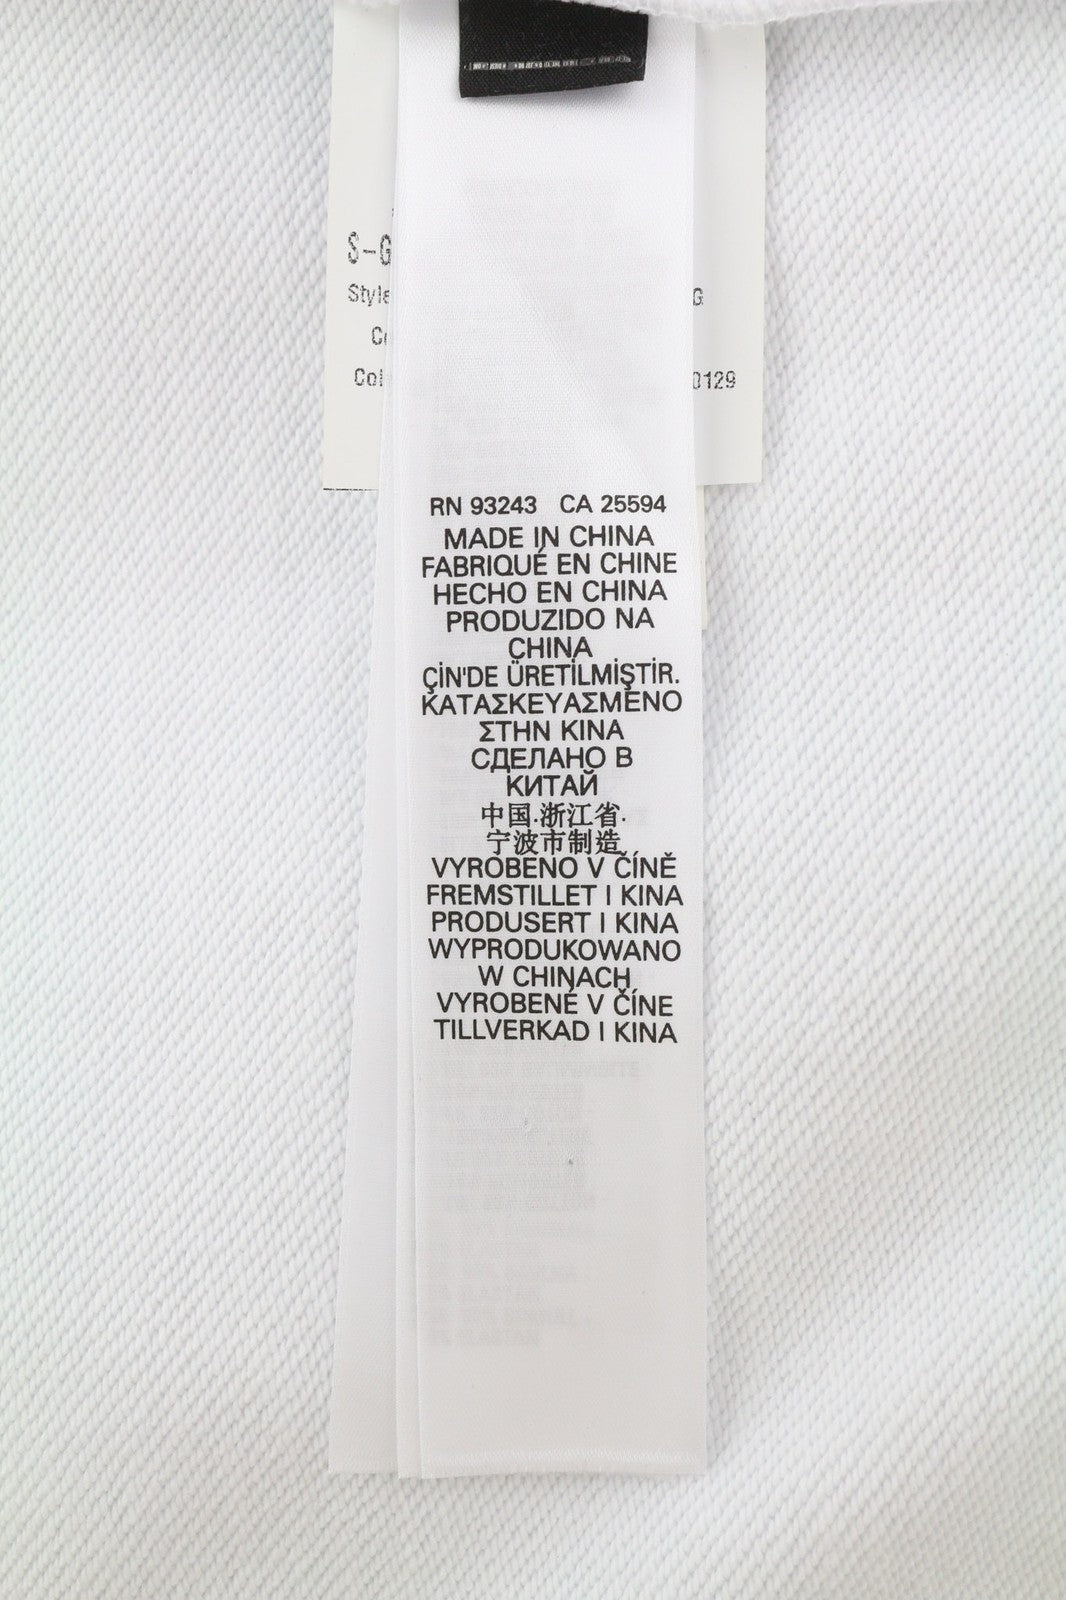 S-G
Style G
Col 0129
RN 93243 CA 25594
MADE IN CHINA
FABRIQUÉ EN CHINE
HECHO EN CHINA
PRODUZIDO NA
CHINA
ÇİN'DE ÜRETİLMİŞTİR.
ΚΑΤΑΣΚΕΥΑΣΜΕΝΟ
ΣΤΗΝ ΚΙΝΑ
СДЕЛАНО В
КИТАЙ
中国.浙江省.
宁波市制造
VYROBENO V ČÍNĚ
FREMSTILLET I KINA
PRODUSERT I KINA
WYPRODUKOWANO
W CHINACH
VYROBENÉ V ČÍNE
TILLVERKAD I KINA